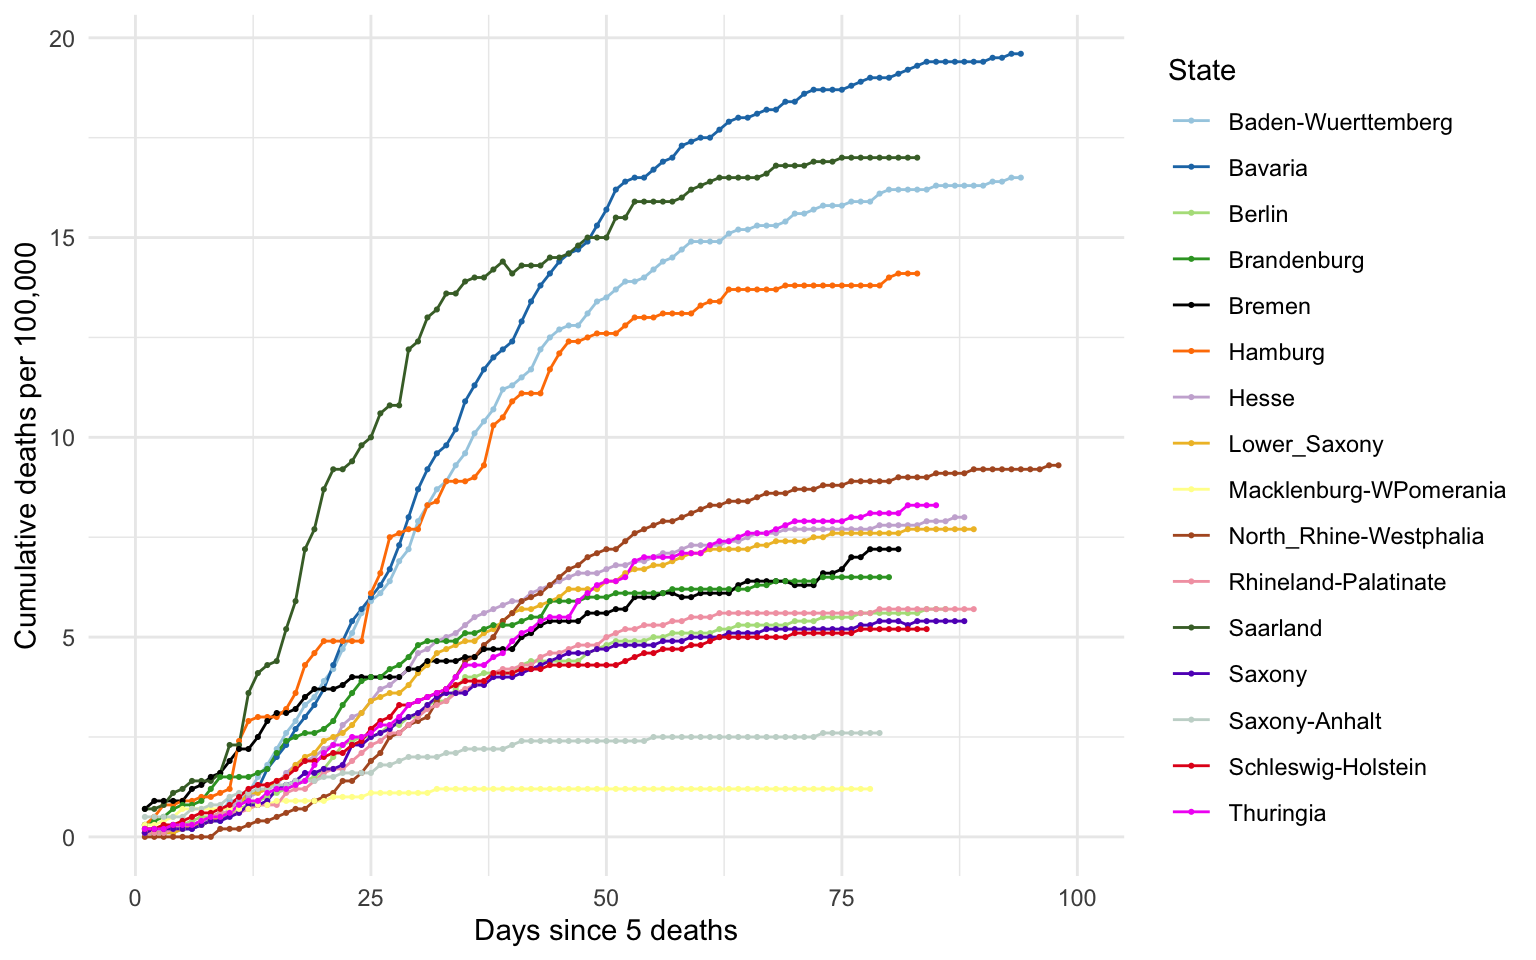 Cumulative deaths per 100,000
20
15
10
5
0
0 25 50 75 100
Days since 5 deaths
State
Baden-Wuerttemberg
Bavaria
Berlin
Brandenburg
Bremen
Hamburg
Hesse
Lower_Saxony
Macklenburg-WPomerania
North_Rhine-Westphalia
Rhineland-Palatinate
Saarland
Saxony
Saxony-Anhalt
Schleswig-Holstein
Thuringia